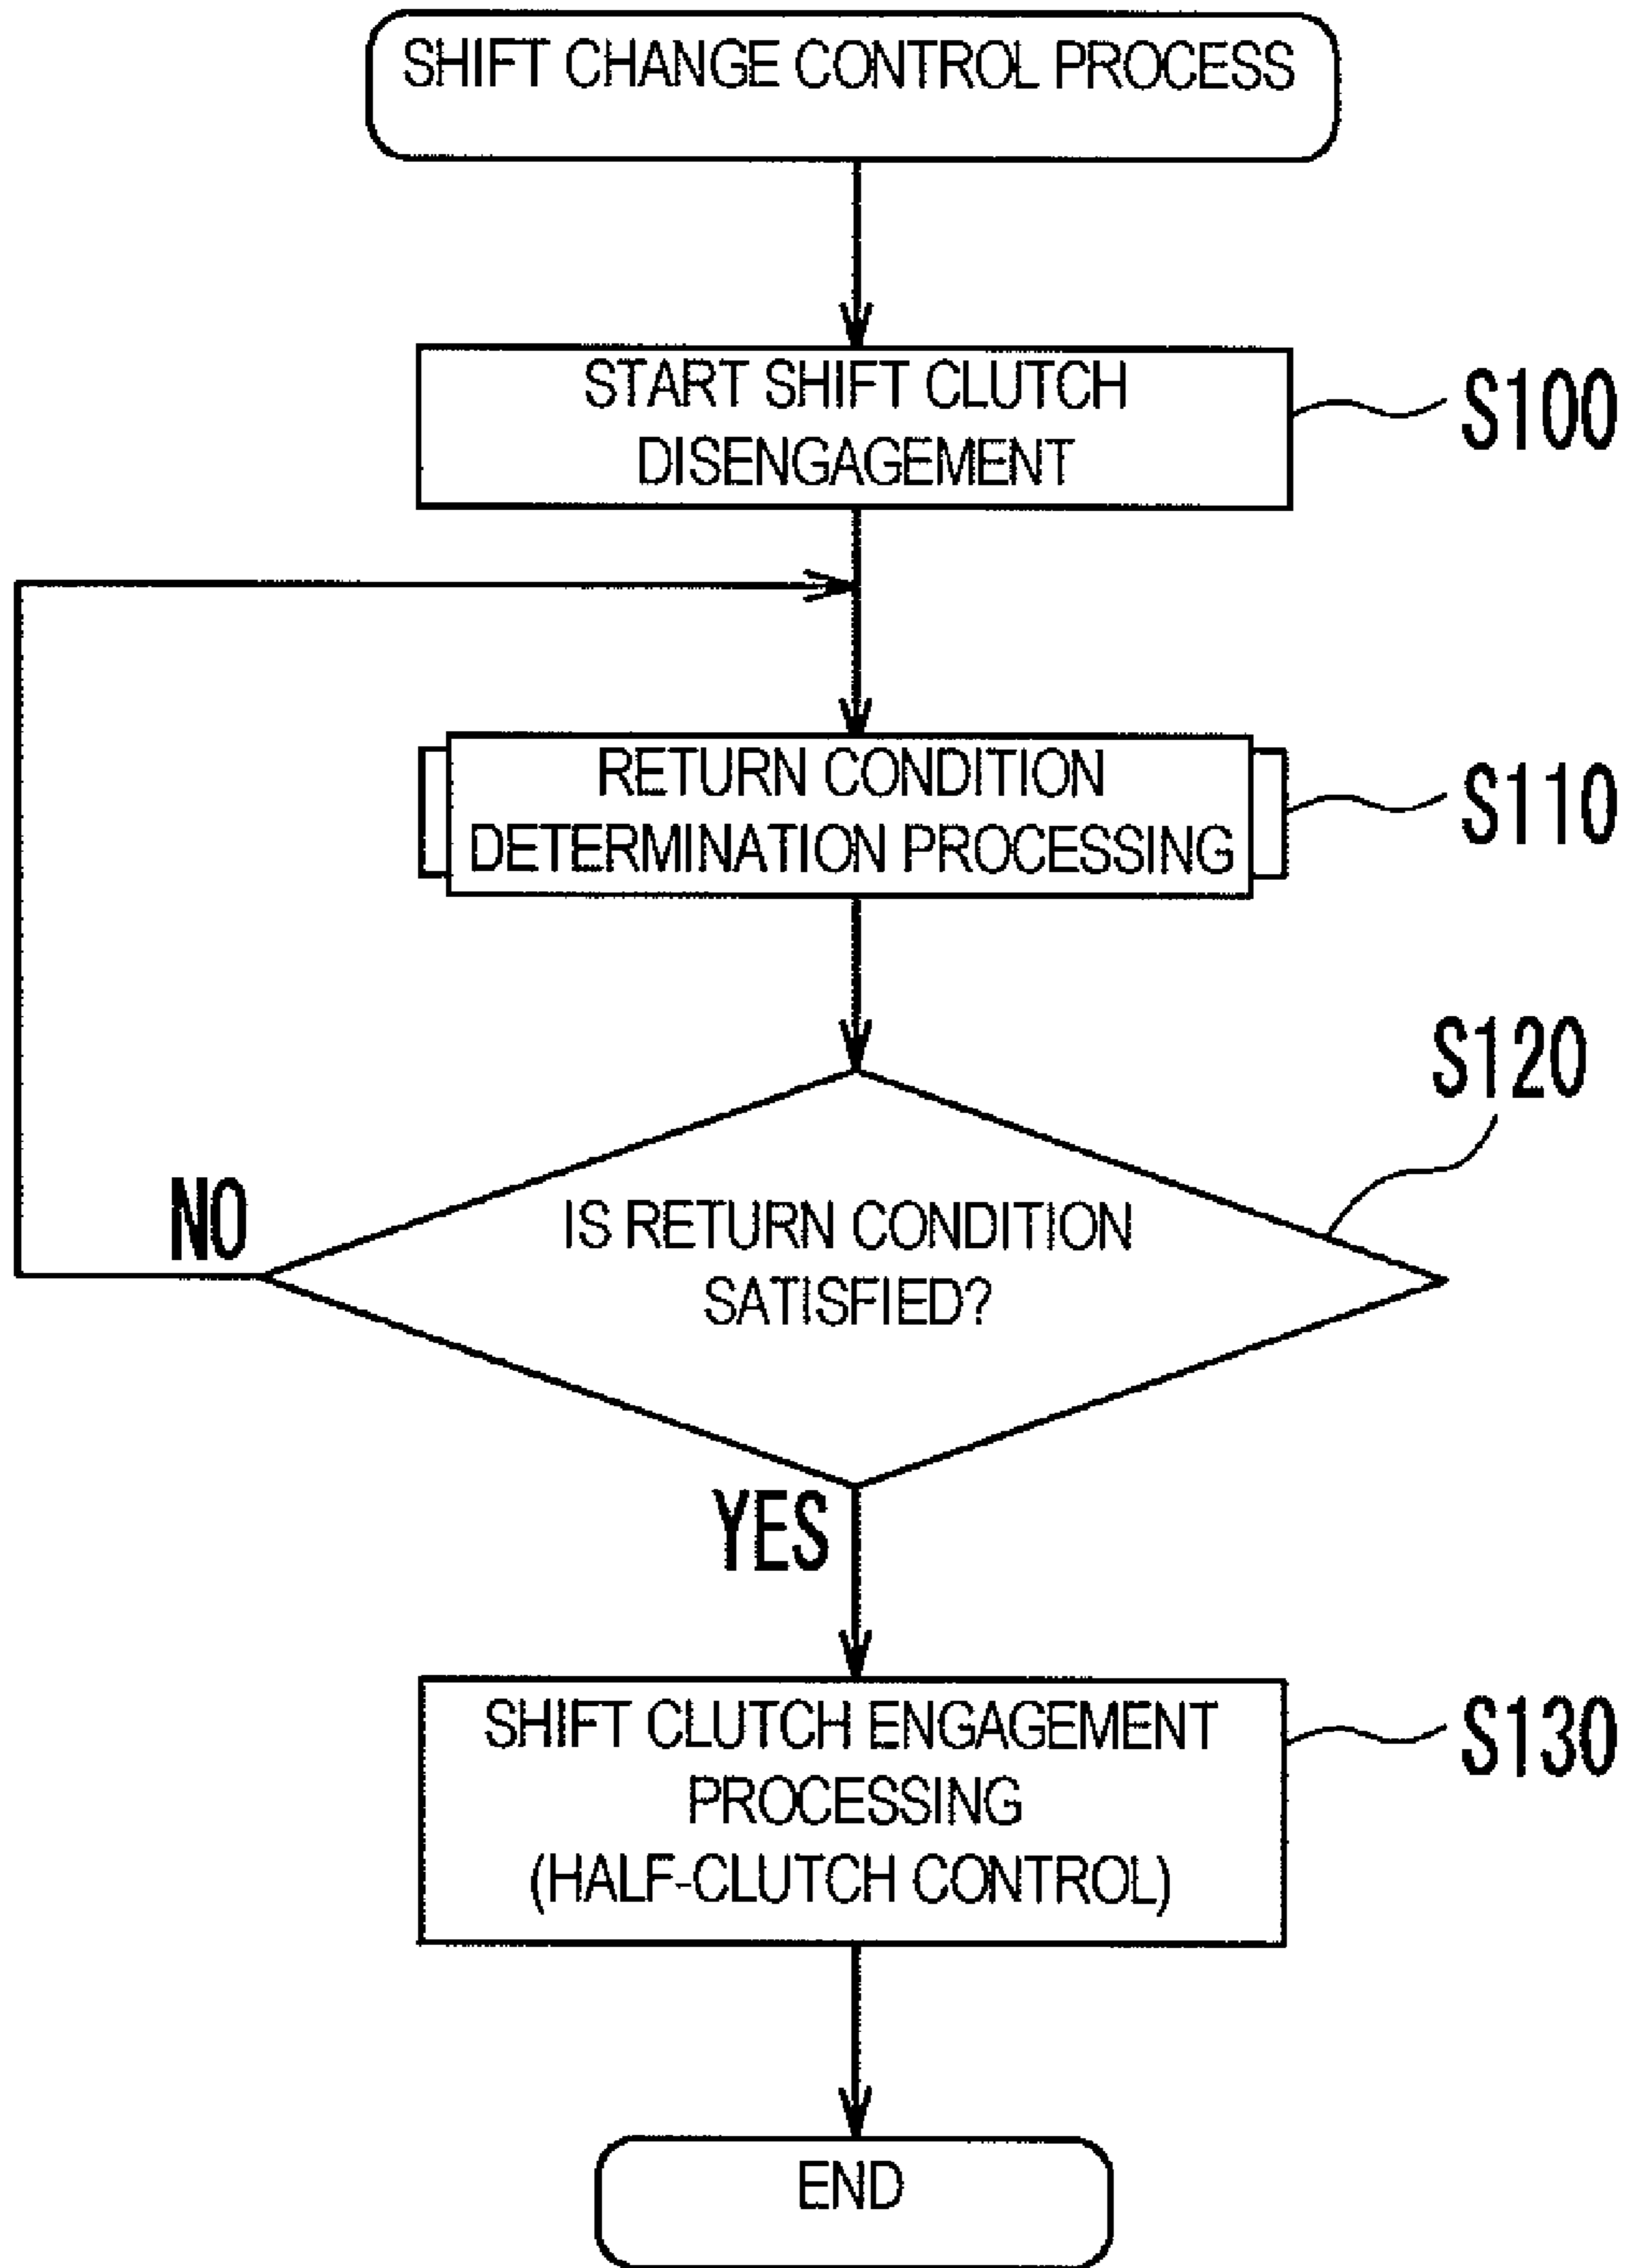 SHIFT CHANGE CONTROL PROCESS
START SHIFT CLUTCH
DISENGAGEMENT
S100
RETURN CONDITION
DETERMINATION PROCESSING
S110
S120
NO
IS RETURN CONDITION
SATISFIED?
YES
SHIFT CLUTCH ENGAGEMENT
PROCESSING
(HALF-CLUTCH CONTROL)
S130
END